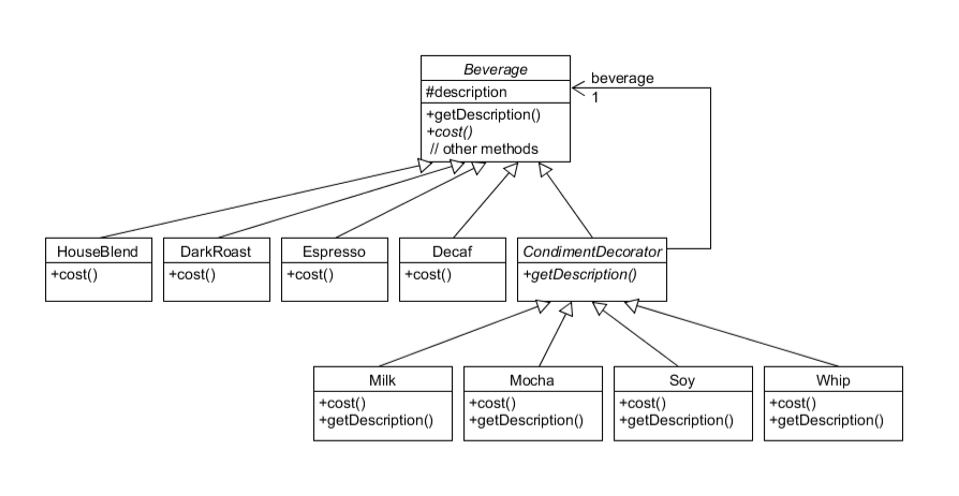 Beverage
#description
+getDescription()
+cost()
// other methods
beverage
1
HouseBlend
+cost()
DarkRoast
+cost()
Espresso
+cost()
Decaf
+cost()
CondimentDecorator
+getDescription()
Milk
+cost()
+getDescription()
Mocha
+cost()
+getDescription()
Soy
+cost()
+getDescription()
Whip
+cost()
+getDescription()